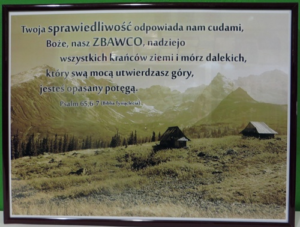 Twoja sprawiedliwość odpowiada nam cudami,
Boże, nasz ZBAWCO, nadziejo
wszystkich krańców ziemi i mórz dalekich,
który swą mocą utwierdzasz góry,
jesteś opasany potęgą.